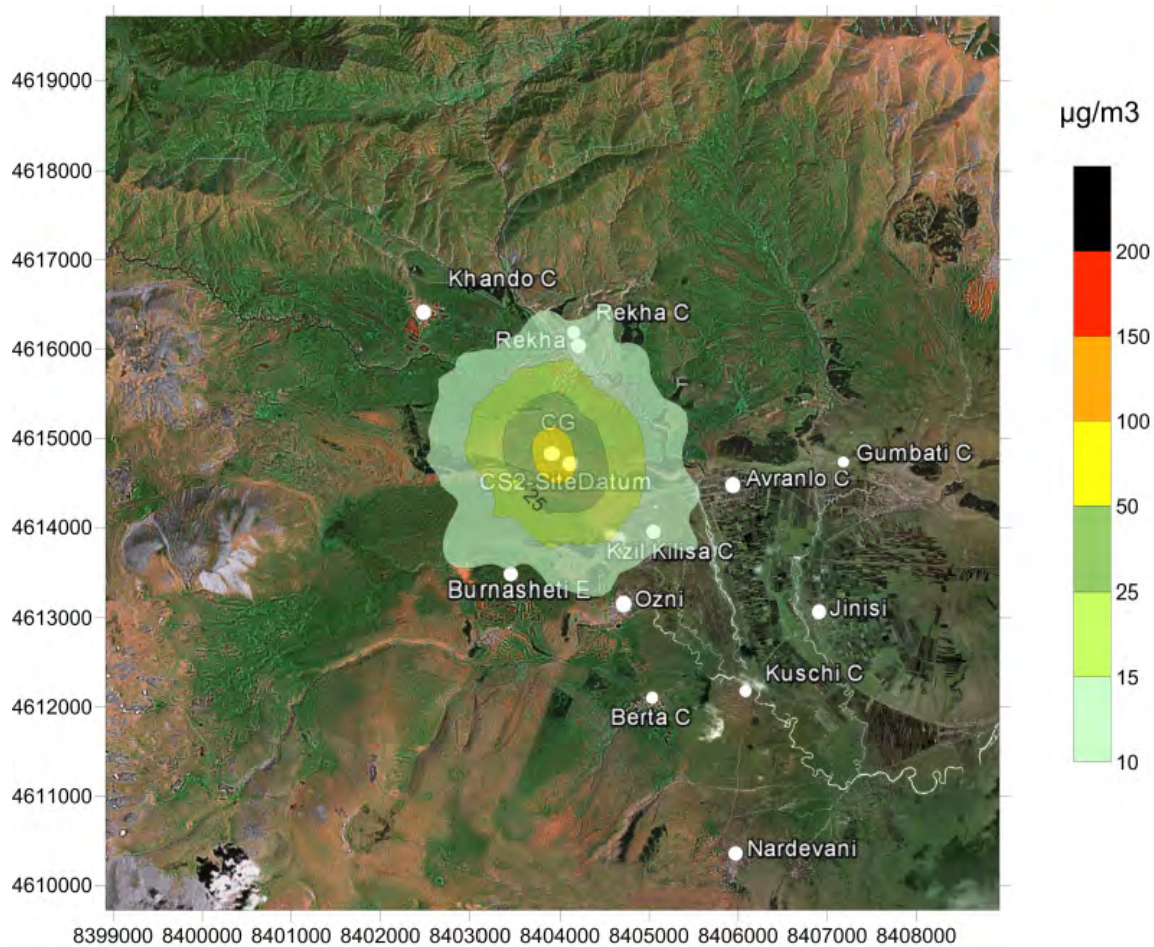 µg/m3
4619000
4618000
4617000
4616000
4615000
4614000
4613000
4612000
4611000
4610000
Khando C
Rekha C
Rekha
CG
Gumbati C
Avranlo C
CS2-SiteDatum
25
Kzil Kilisa C
Burnasheti E
Ozni
Jinisi
Kuschi C
Berta C
Nardevani
200
150
100
50
25
15
10
8399000 8400000 8401000 8402000 8403000 8404000 8405000 8406000 8407000 8408000